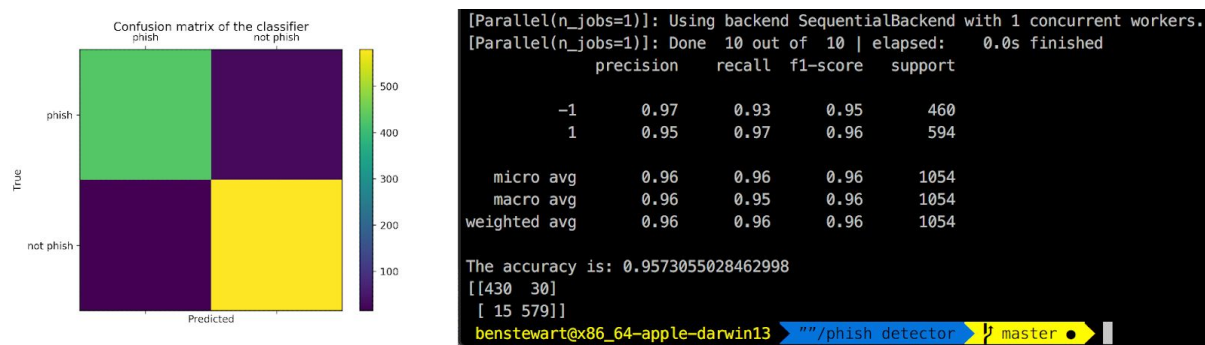 Confusion matrix of the classifier
phish not phish
500
phish
400
300
True
200
not phish
100
Predicted
[Parallel(n_jobs=1)]: Using backend SequentialBackend with 1 concurrent workers.
[Parallel(n_jobs=1)]: Done 10 out of 10 | elapsed: 0.0s finished
precision recall f1-score support
-1 0.97 0.93 0.95 460
1 0.95 0.97 0.96 594
micro avg 0.96 0.96 0.96 1054
macro avg 0.96 0.95 0.96 1054
weighted avg 0.96 0.96 0.96 1054
The accuracy is: 0.9573055028462998
[[430 30]
[ 15 579]]
benstewart@x86_64-apple-darwin13 ""/phish detector master ●